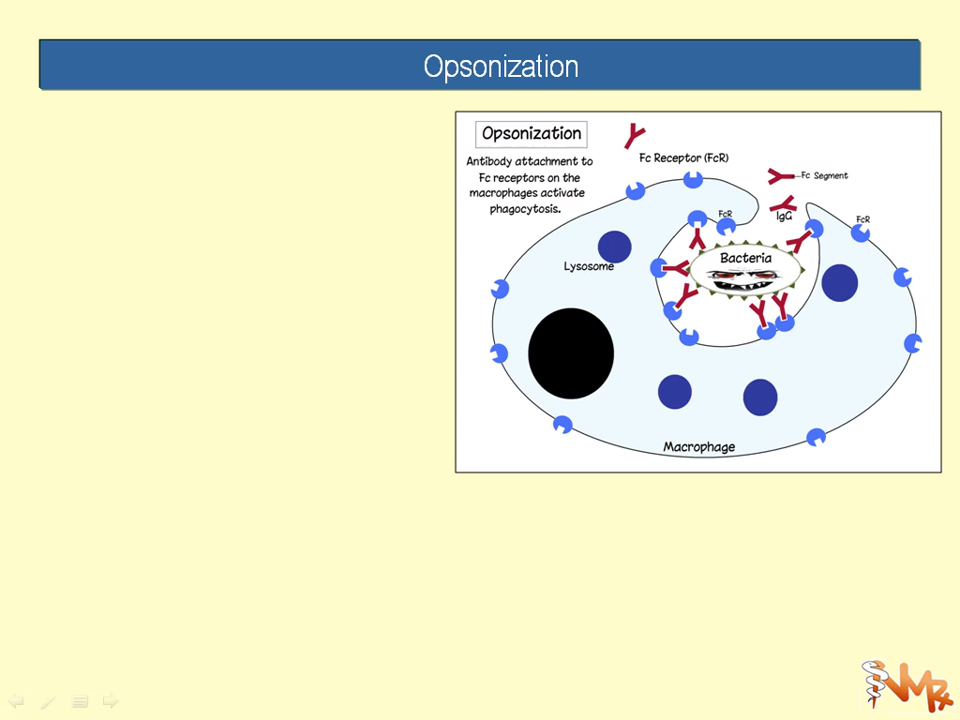 Opsonization
Opsonization
Antibody attachment to
Fc receptors on the
macrophages activate
phagocytosis.
Fc Receptor (FcR)
Fc Segment
IgG
FcR
FcR
Bacteria
Lysosome
Macrophage
VMRx